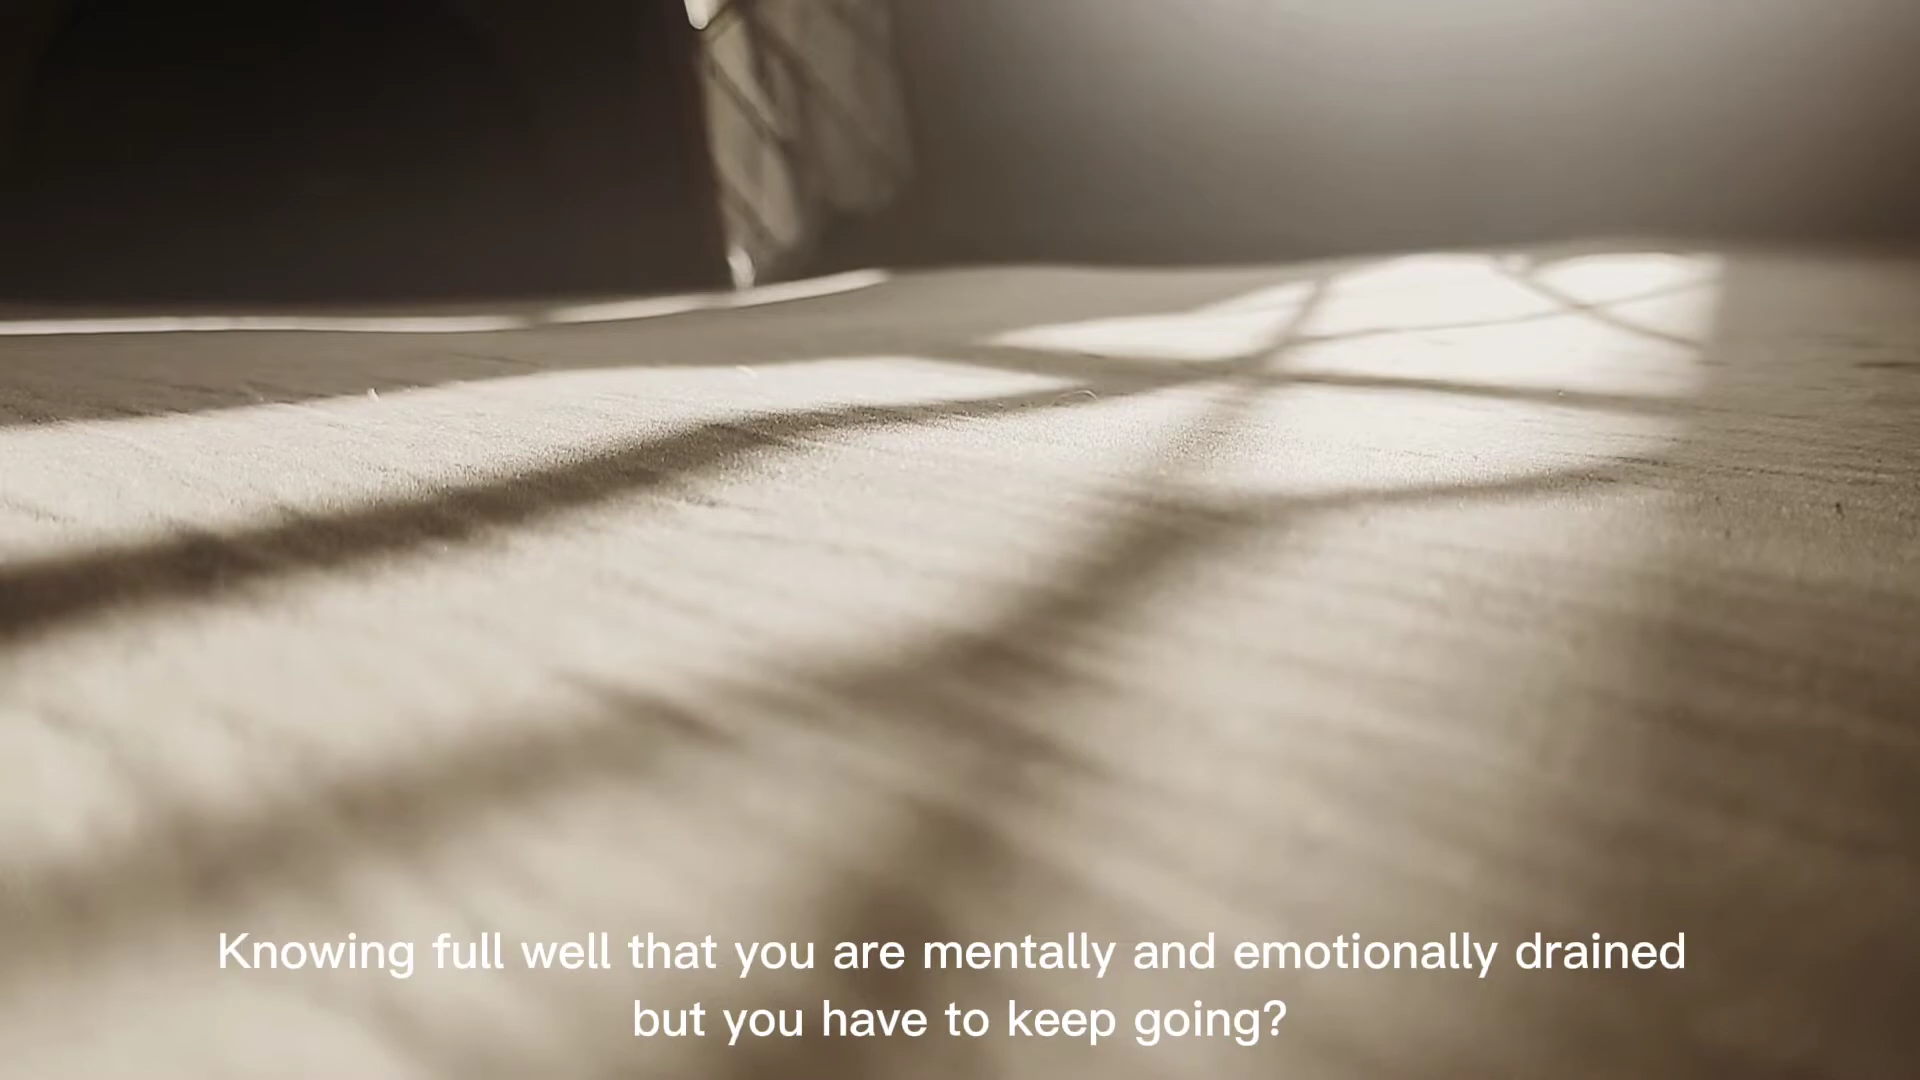 Knowing full well that you are mentally and emotionally drained
but you have to keep going?